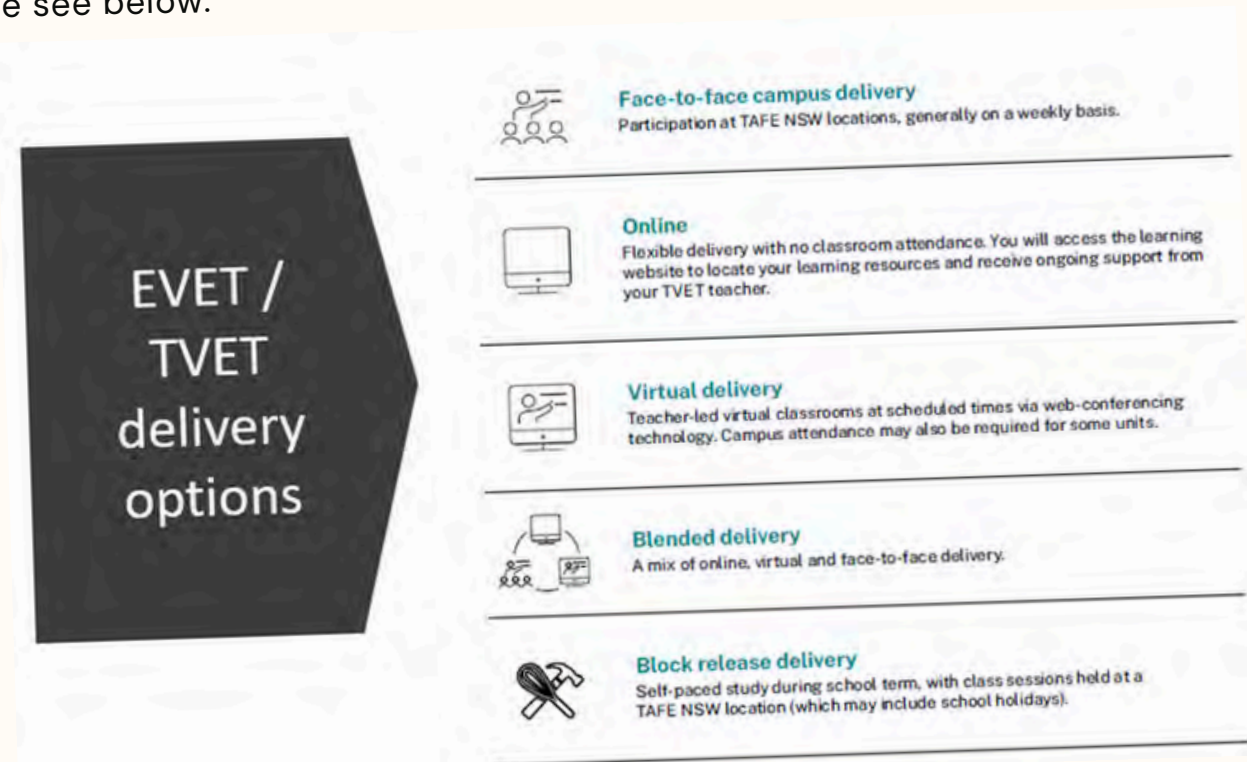 e see below.
EVET /
TVET
delivery
options
Face-to-face campus delivery
Participation at TAFE NSW locations, generally on a weekly basis.
Online
Flexible delivery with no classroom attendance. You will access the learning
website to locate your learning resources and receive ongoing support from
your TVET teacher.
Virtual delivery
Teacher-led virtual classrooms at scheduled times via web-conferencing
technology. Campus attendance may also be required for some units.
Blended delivery
A mix of online, virtual and face-to-face delivery.
Block release delivery
Self-paced study during school term, with class sessions held at a
TAFE NSW location (which may include school holidays).